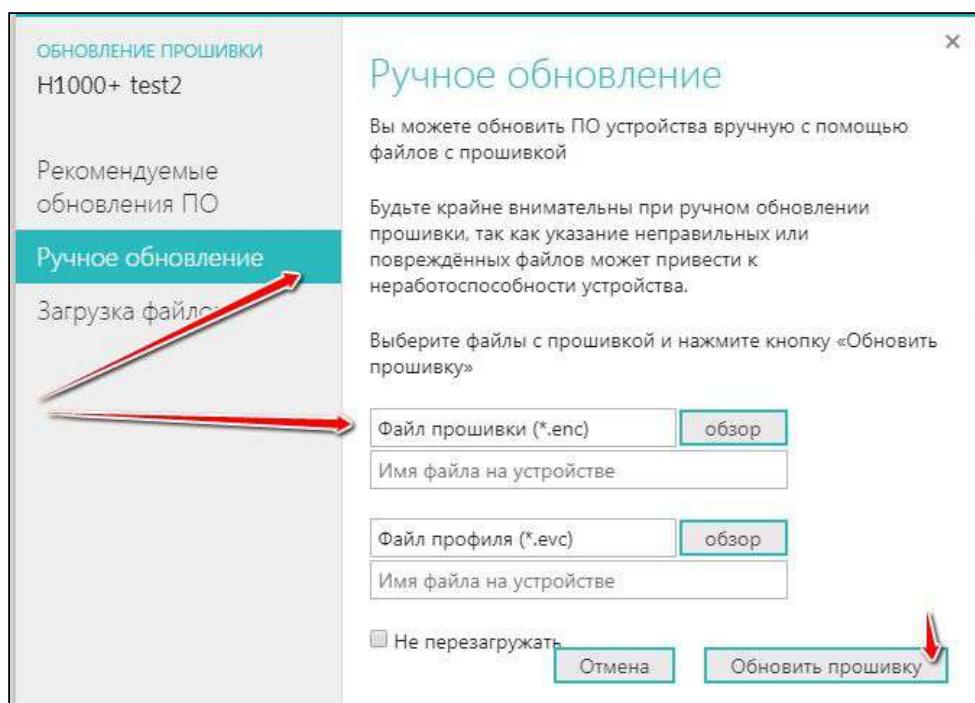 ОБНОВЛЕНИЕ ПРОШИВКИ
H1000+ test2
Рекомендуемые
обновления ПО
Ручное обновление
Загрузка
×
Ручное обновление
Вы можете обновить ПО устройства вручную с помощью
файлов с прошивкой
Будьте крайне внимательны при ручном обновлении
прошивки, так как указание неправильных или
повреждённых файлов может привести к
неработоспособности устройства.
Выберите файлы с прошивкой и нажмите кнопку «Обновить
прошивку»
Файл прошивки (*.enc) обзор
Имя файла на устройстве
Файл профиля (*.evc) обзор
Имя файла на устройстве
Не перезагружать
Отмена Обновить прошивку